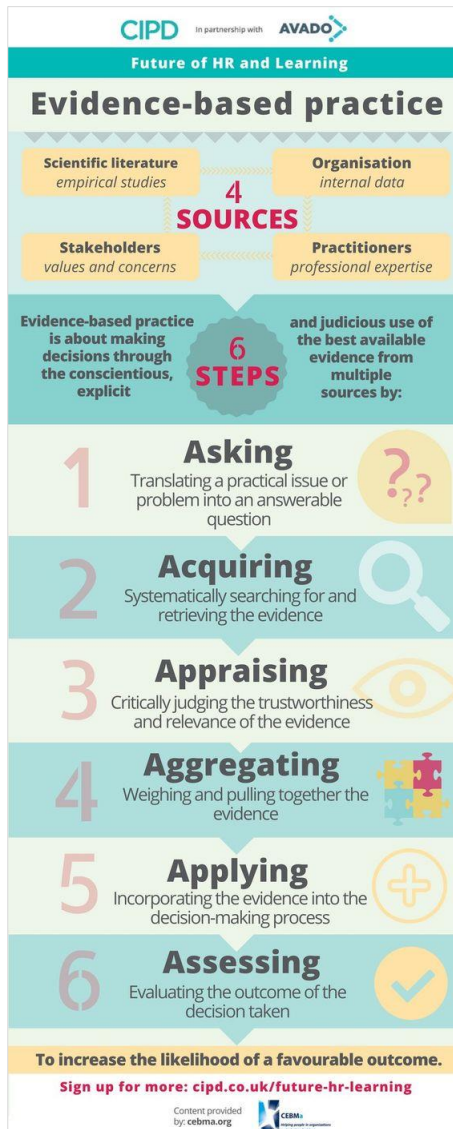 CIPD In partnership with AVADO
Future of HR and Learning
Evidence-based practice
Scientific literature
empirical studies
Organisation
internal data
4
SOURCES
Stakeholders
values and concerns
Practitioners
professional expertise
Evidence-based practice
is about making
decisions through
the conscientious,
explicit
6
STEPS
and judicious use of
the best available
evidence from
multiple
sources by:
1
Asking
Translating a practical issue or
problem into an answerable
question
???
2
Acquiring
Systematically searching for and
retrieving the evidence
3
Appraising
Critically judging the trustworthiness
and relevance of the evidence
4
Aggregating
Weighing and pulling together the
evidence
5
Applying
Incorporating the evidence into the
decision-making process
6
Assessing
Evaluating the outcome of the
decision taken
To increase the likelihood of a favourable outcome.
Sign up for more: cipd.co.uk/future-hr-learning
Content provided
by: cebma.org
CEBMa